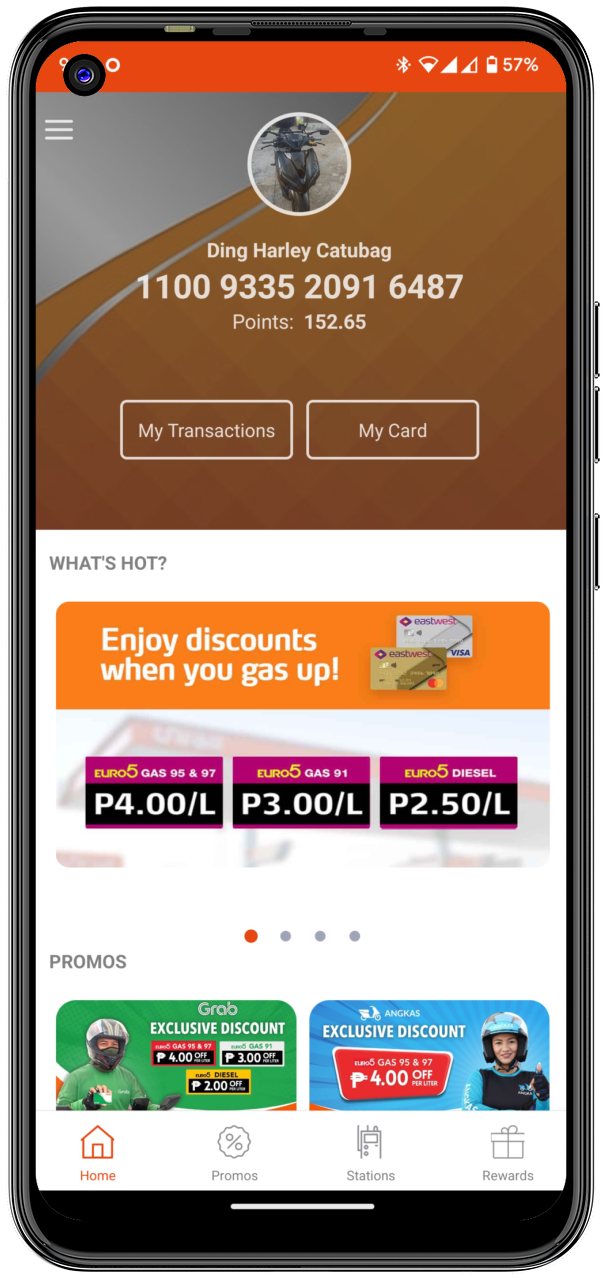 57%
Ding Harley Catubag
1100 9335 2091 6487
Points: 152.65
My Transactions
My Card
WHAT'S HOT?
Enjoy discounts
when you gas up!
eastwest
VISA
eastwest
EURO5 GAS 95 & 97
P4.00/L
EURO5 GAS 91
P3.00/L
EURO5 DIESEL
P2.50/L
PROMOS
Grab
EXCLUSIVE DISCOUNT
EURO5 GAS 95 & 97
₱4.00 OFF
PER LITER
EURO5 GAS 91
₱3.00 OFF
PER LITER
EURO5 DIESEL
₱2.00 OFF
PER LITER
ANGKAS
EXCLUSIVE DISCOUNT
EURO5 GAS 95 & 97
₱4.00 OFF
PER LITER
Home
Promos
Stations
Rewards